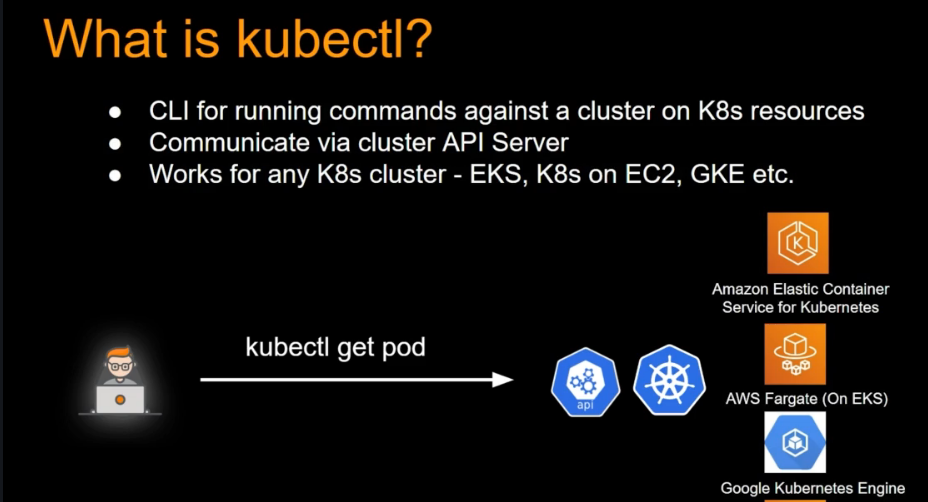 What is kubectl?
● CLI for running commands against a cluster on K8s resources
● Communicate via cluster API Server
● Works for any K8s cluster - EKS, K8s on EC2, GKE etc.
K
Amazon Elastic Container
Service for Kubernetes
kubectl get pod
api
AWS Fargate (On EKS)
Google Kubernetes Engine